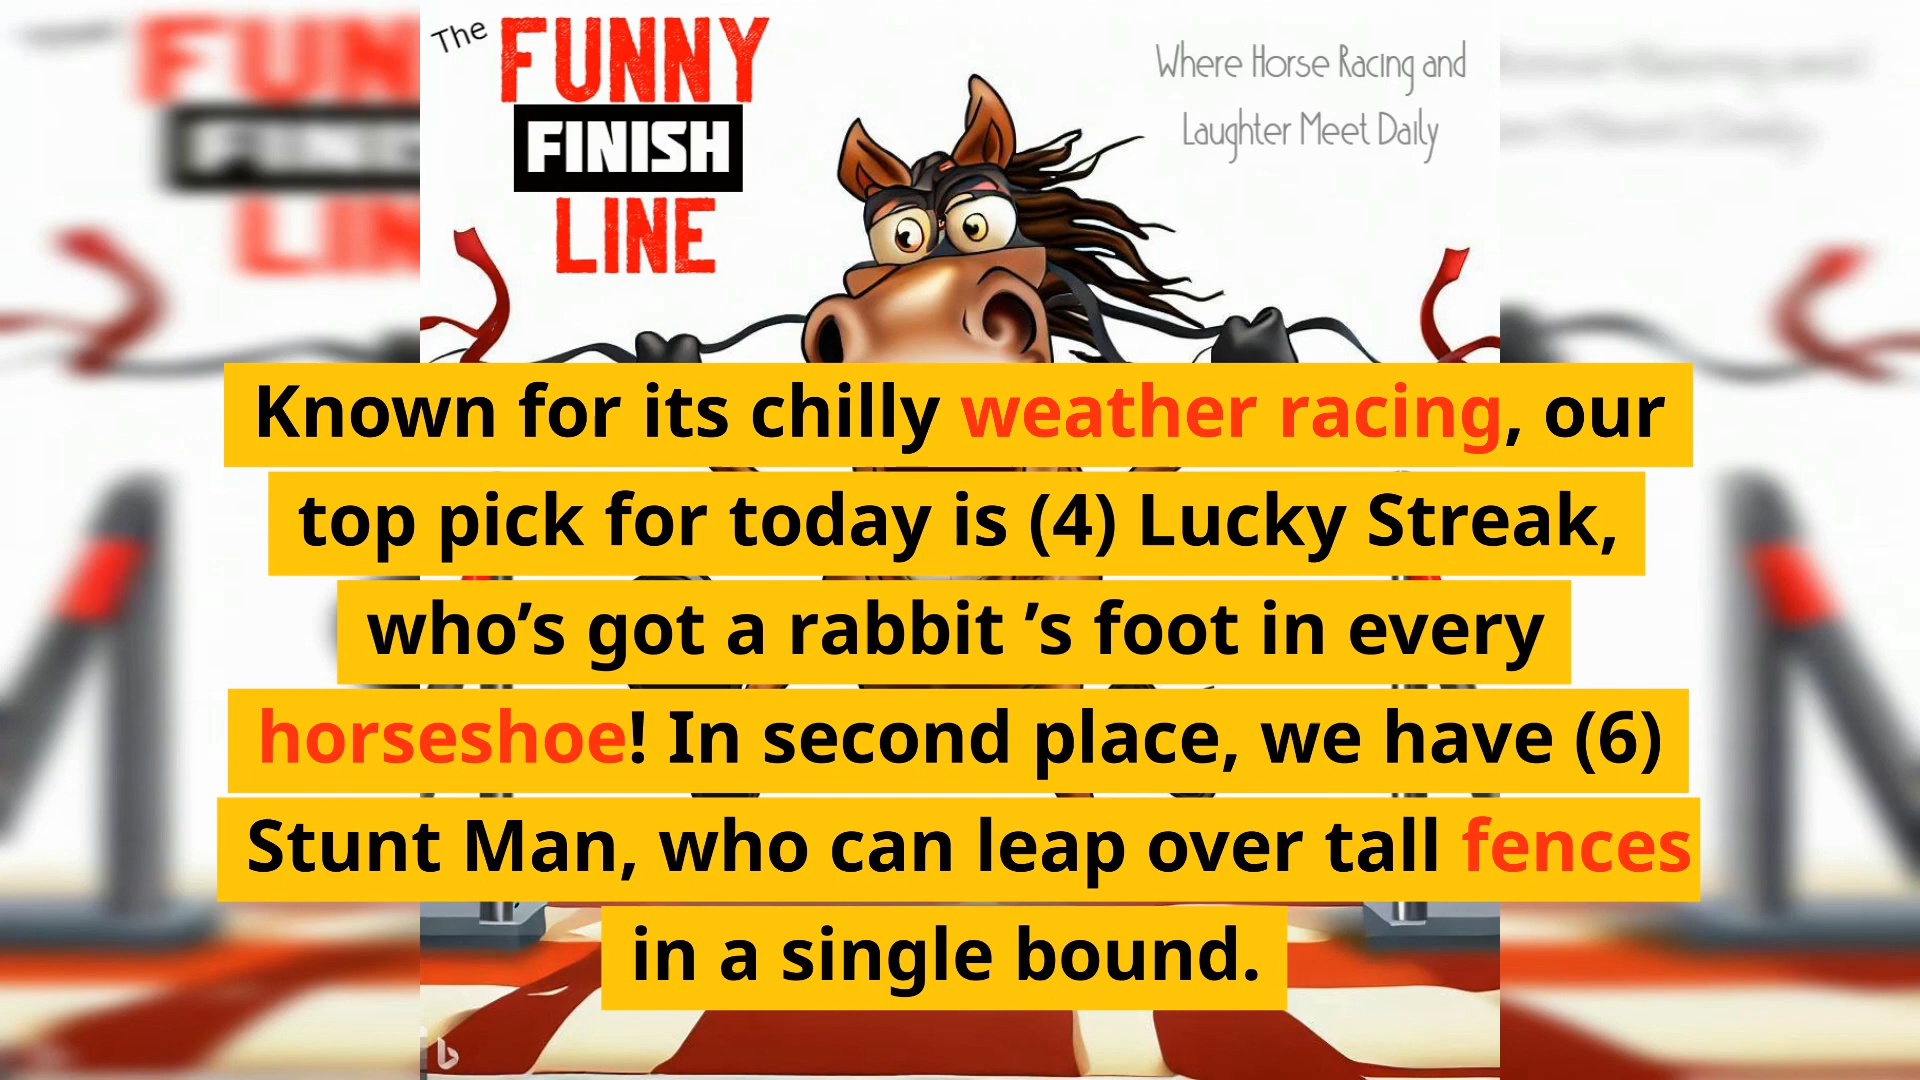 The
FUNNY
FINISH
LINE
Where Horse Racing and
Laughter Meet Daily
Known for its chilly weather racing, our
top pick for today is (4) Lucky Streak,
who’s got a rabbit ’s foot in every
horseshoe! In second place, we have (6)
Stunt Man, who can leap over tall fences
in a single bound.